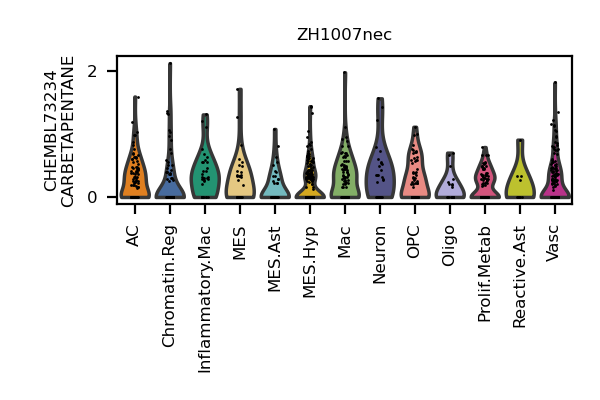 ZH1007nec
CHEMBL73234
CARBETAPENTANE
2
0
AC
Chromatin.Reg
Inflammatory.Mac
MES
MES.Ast
MES.Hyp
Mac
Neuron
OPC
Oligo
Prolif.Metab
Reactive.Ast
Vasc